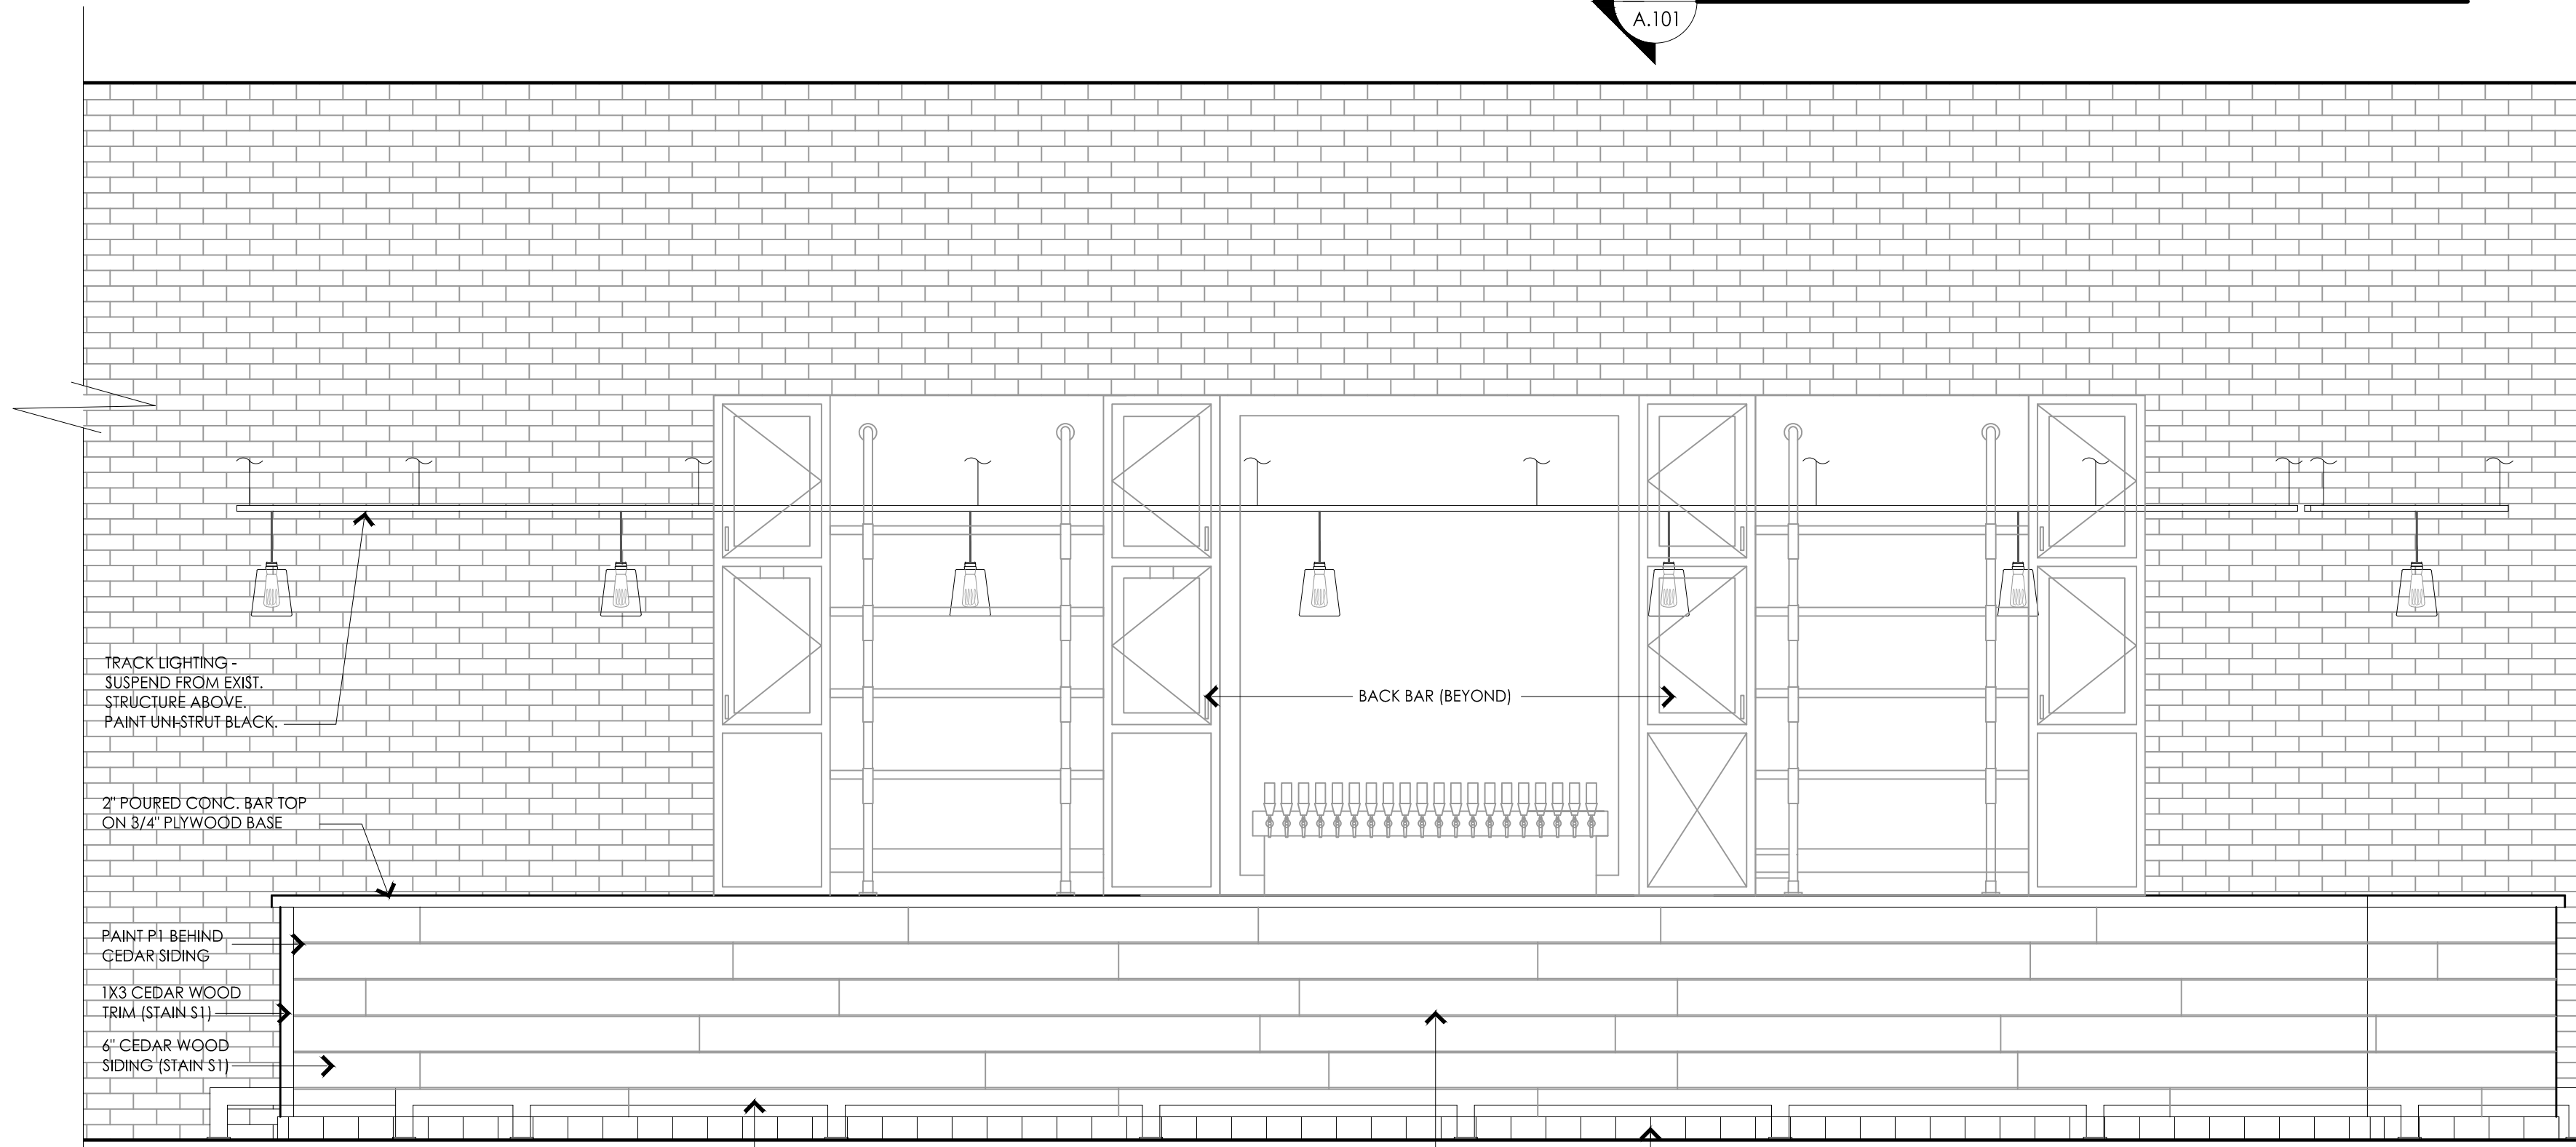 A.101
TRACK LIGHTING -
SUSPEND FROM EXIST.
STRUCTURE ABOVE.
PAINT UNI-STRUT BLACK.
BACK BAR (BEYOND)
2" POURED CONC. BAR TOP
ON 3/4" PLYWOOD BASE
PAINT P1 BEHIND
CEDAR SIDING
1X3 CEDAR WOOD
TRIM (STAIN S1)
6" CEDAR WOOD
SIDING (STAIN S1)